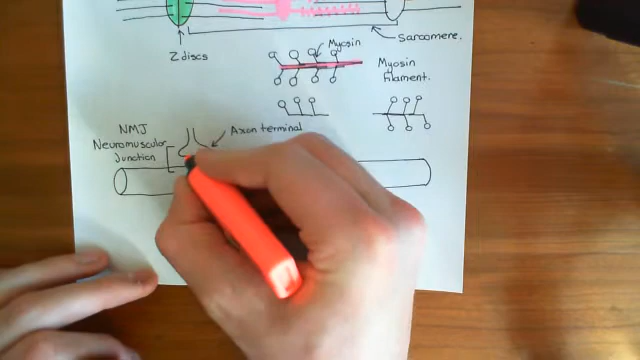 Sarcomere.
Z discs
Myosin
Myosin
Filament.
NMJ
Neuromuscular
Junction
Axon terminal